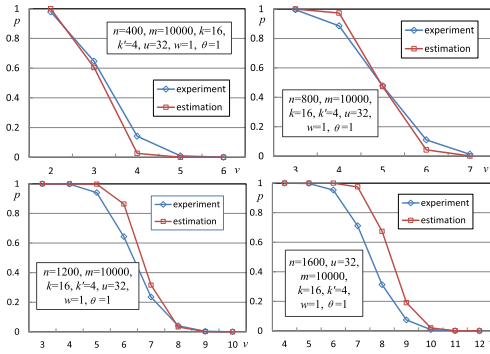 p
1
0.8
0.6
0.4
0.2
0
n=400, m=10000, k=16,
k'=4, u=32, w=1, θ=1
experiment
estimation
2 3 4 5 6 v
p
1
0.8
0.6
0.4
0.2
0
experiment
estimation
n=800, m=10000,
k=16, k'=4, u=32,
w=1, θ=1
3 4 5 6 7 v
p
1
0.8
0.6
0.4
0.2
0
experiment
estimation
n=1200, m=10000,
k=16, k'=4, u=32,
w=1, θ=1
3 4 5 6 7 8 9 10 v
p
1
0.8
0.6
0.4
0.2
0
experiment
estimation
n=1600, u=32,
m=10000,
k=16, k'=4,
w=1, θ=1
4 5 6 7 8 9 10 11 12 v